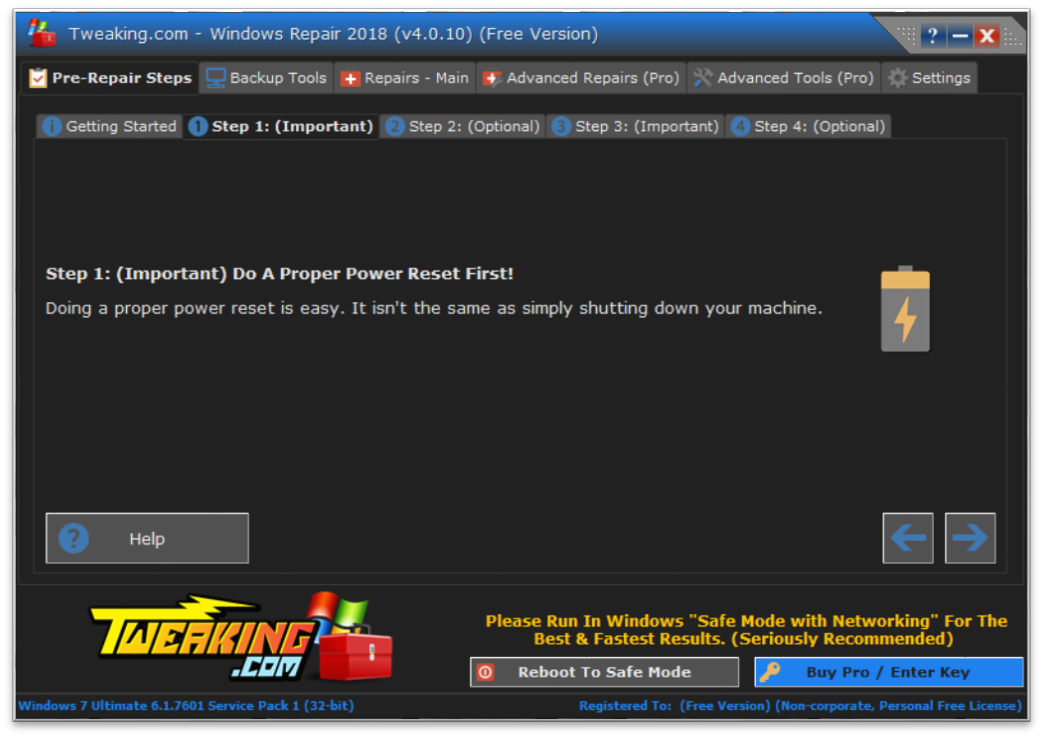 Tweaking.com - Windows Repair 2018 (v4.0.10) (Free Version)
?
Pre-Repair Steps Backup Tools Repairs - Main Advanced Repairs (Pro) Advanced Tools (Pro) Settings
i Getting Started 1 Step 1: (Important) 2 Step 2: (Optional) 3 Step 3: (Important) 4 Step 4: (Optional)
Step 1: (Important) Do A Proper Power Reset First!
Doing a proper power reset is easy. It isn't the same as simply shutting down your machine.
? Help
TWEAKING
.COM
Please Run In Windows "Safe Mode with Networking" For The
Best & Fastest Results. (Seriously Recommended)
Reboot To Safe Mode Buy Pro / Enter Key
Windows 7 Ultimate 6.1.7601 Service Pack 1 (32-bit) Registered To: (Free Version) (Non-corporate, Personal Free License)